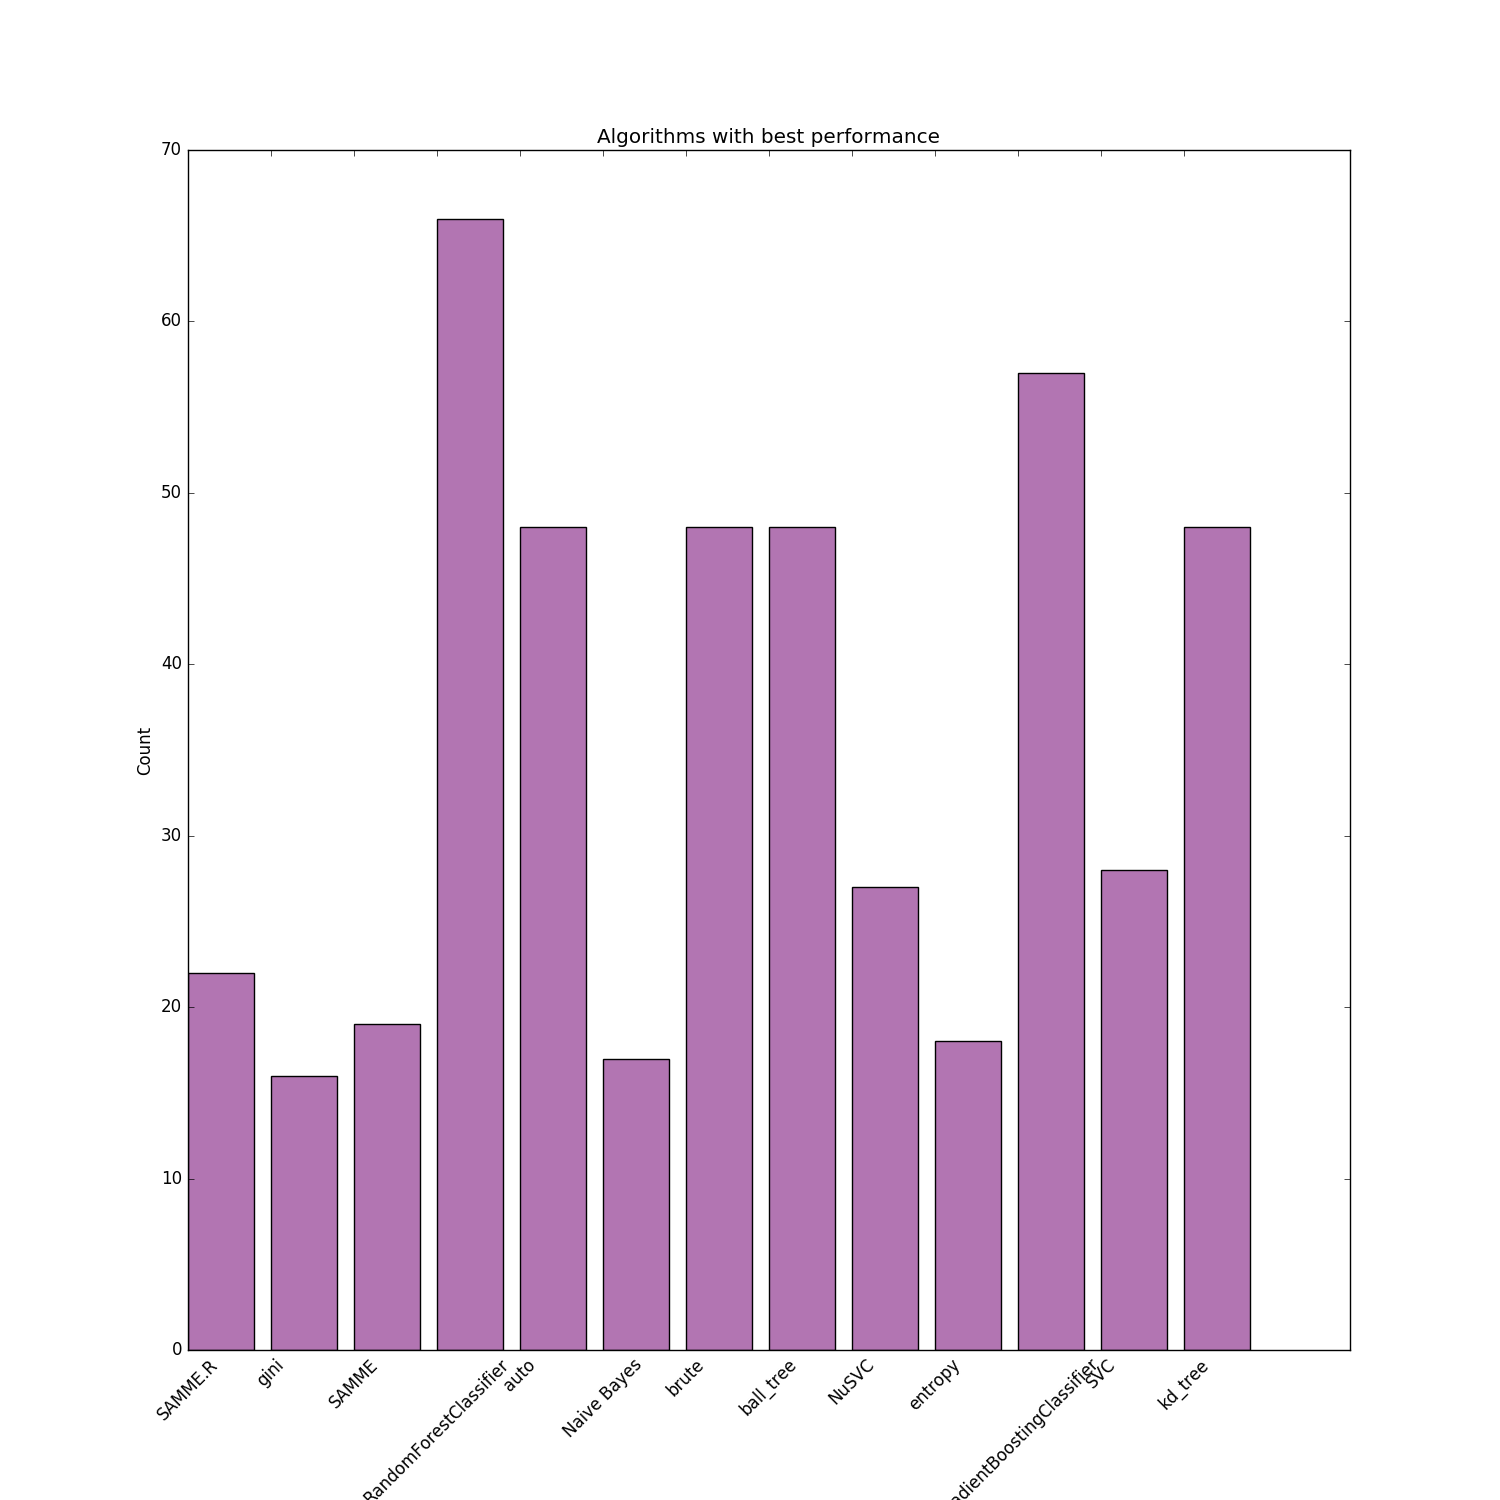 Algorithms with best performance
70
60
50
40
30
20
10
0
Count
SAMME.R
gini
SAMME
RandomForestClassifier
auto
Naive Bayes
brute
ball_tree
NuSVC
entropy
edientBoostingClassifier
SVC
kd_tree